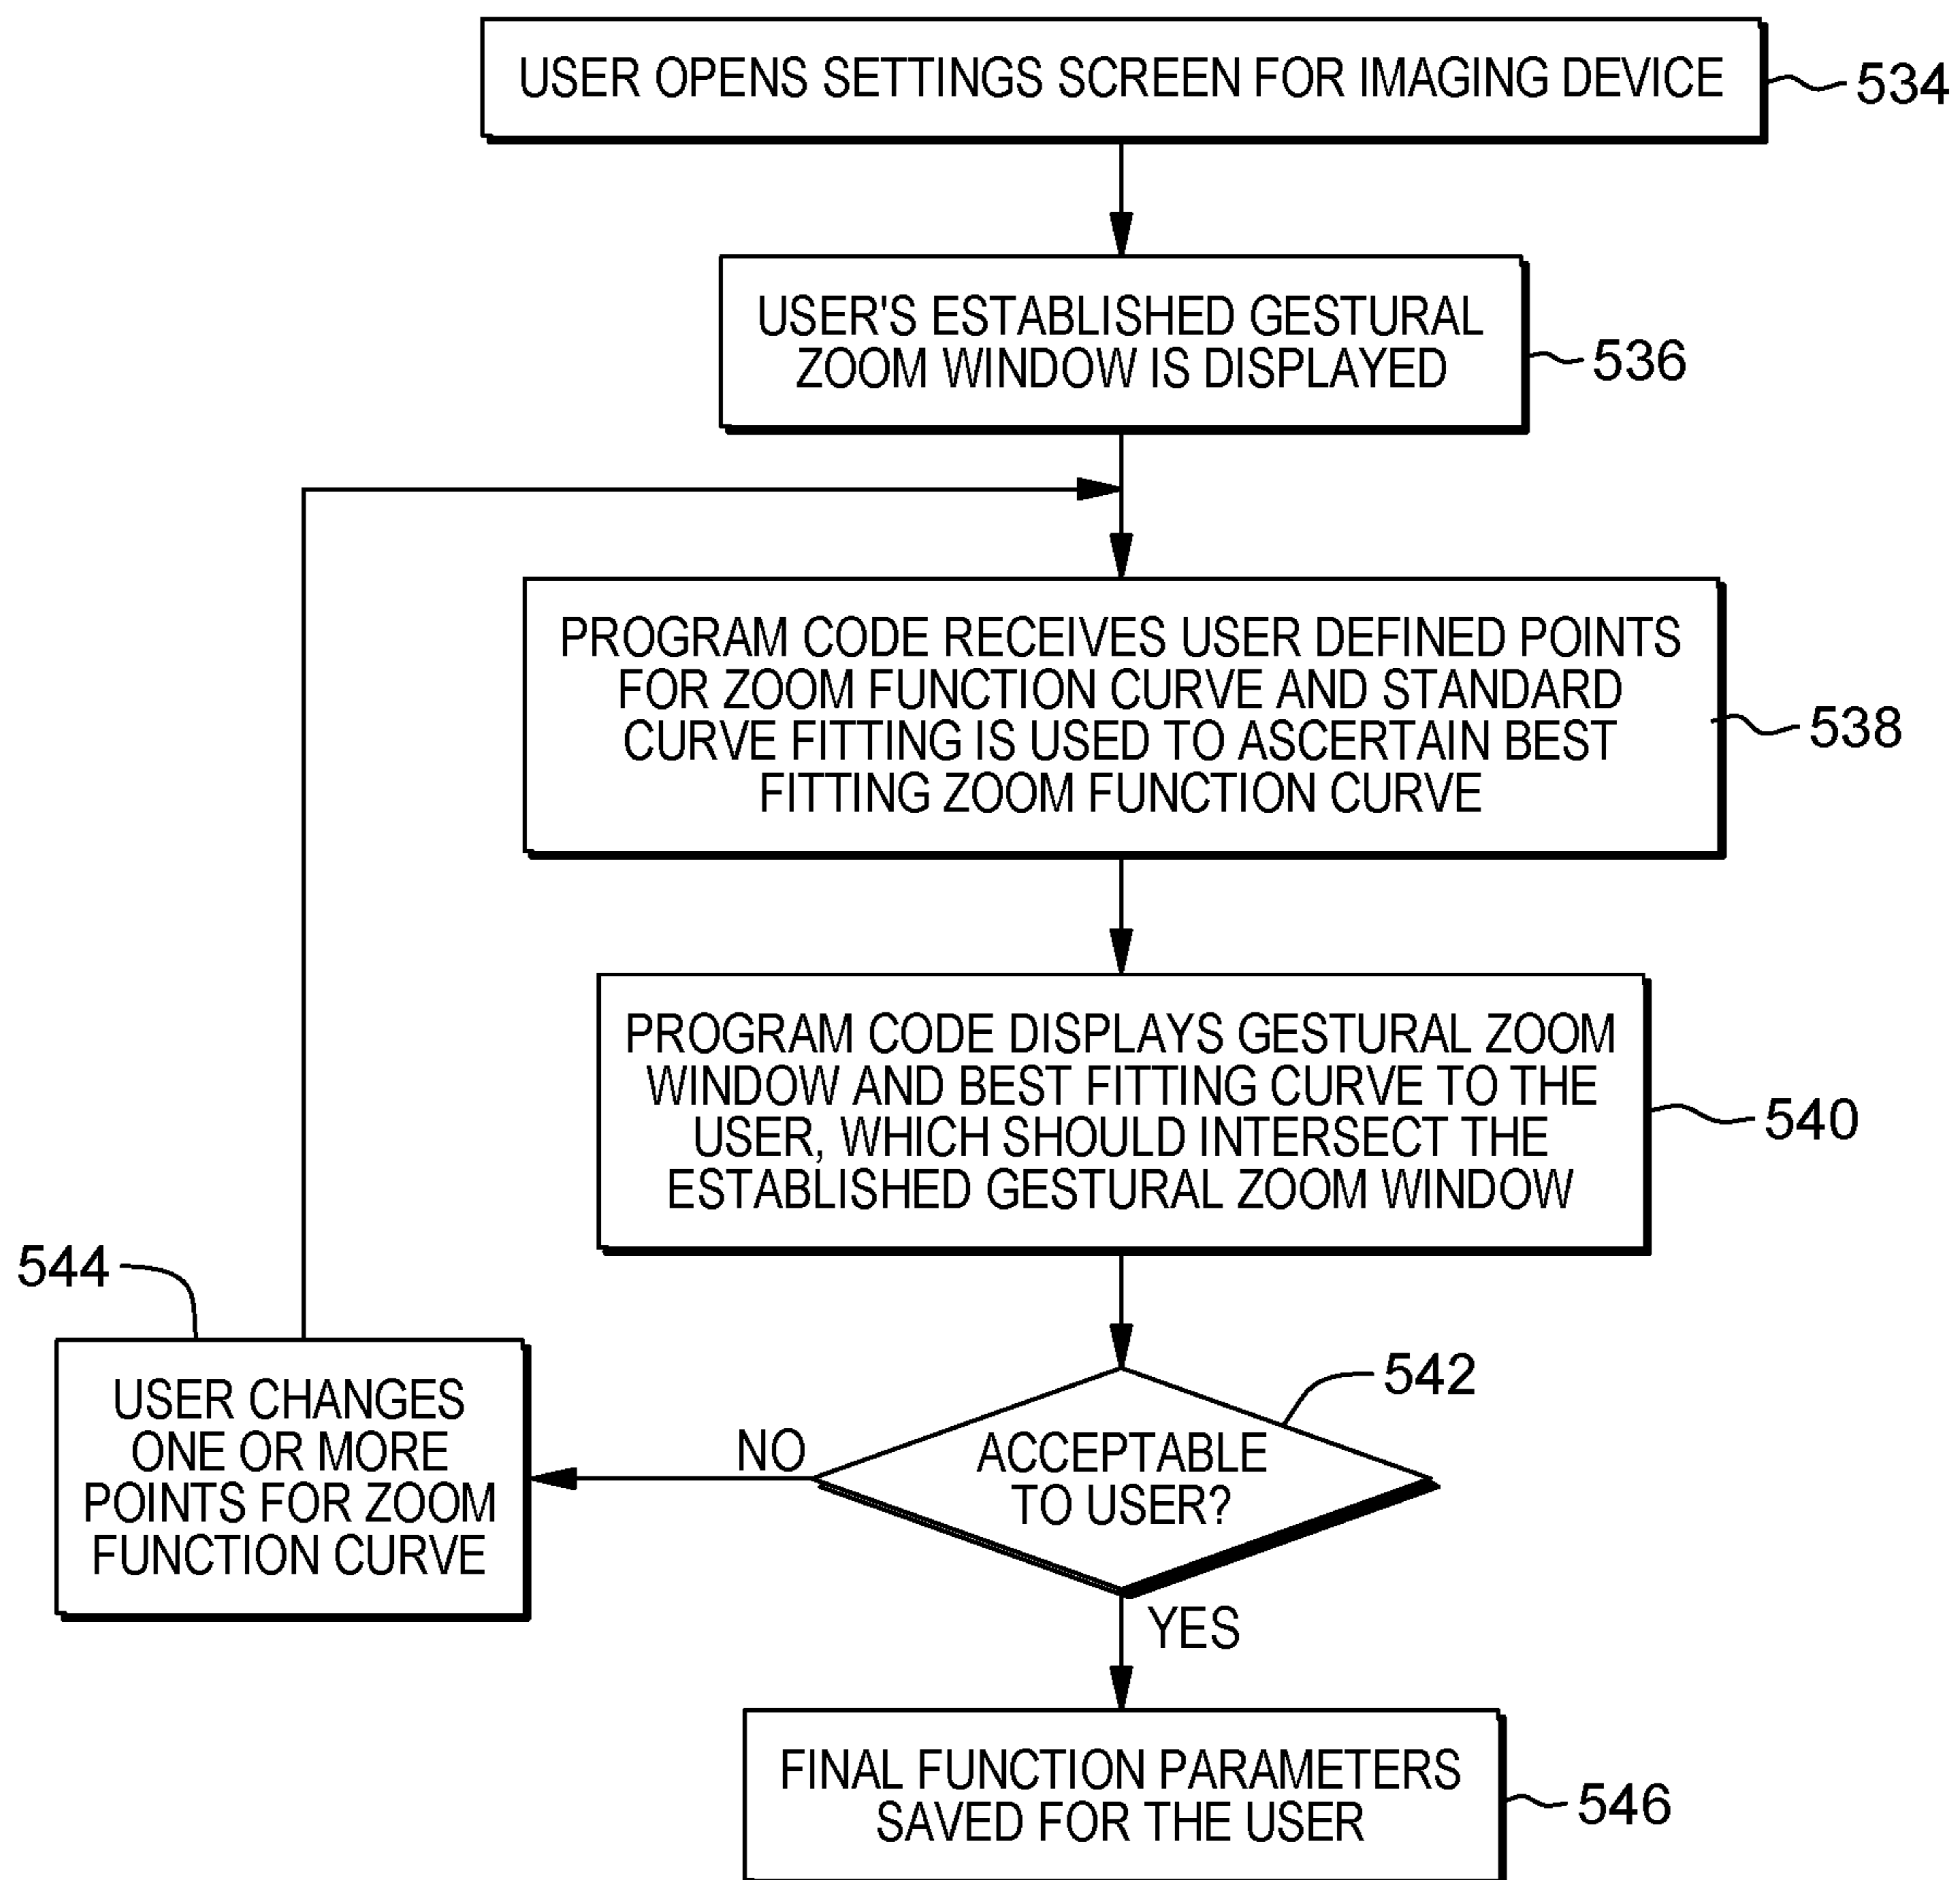 USER OPENS SETTINGS SCREEN FOR IMAGING DEVICE
534
USER'S ESTABLISHED GESTURAL
ZOOM WINDOW IS DISPLAYED
536
PROGRAM CODE RECEIVES USER DEFINED POINTS
FOR ZOOM FUNCTION CURVE AND STANDARD
CURVE FITTING IS USED TO ASCERTAIN BEST
FITTING ZOOM FUNCTION CURVE
538
PROGRAM CODE DISPLAYS GESTURAL ZOOM
WINDOW AND BEST FITTING CURVE TO THE
USER, WHICH SHOULD INTERSECT THE
ESTABLISHED GESTURAL ZOOM WINDOW
540
544
USER CHANGES
ONE OR MORE
POINTS FOR ZOOM
FUNCTION CURVE
NO
ACCEPTABLE
TO USER?
542
YES
FINAL FUNCTION PARAMETERS
SAVED FOR THE USER
546